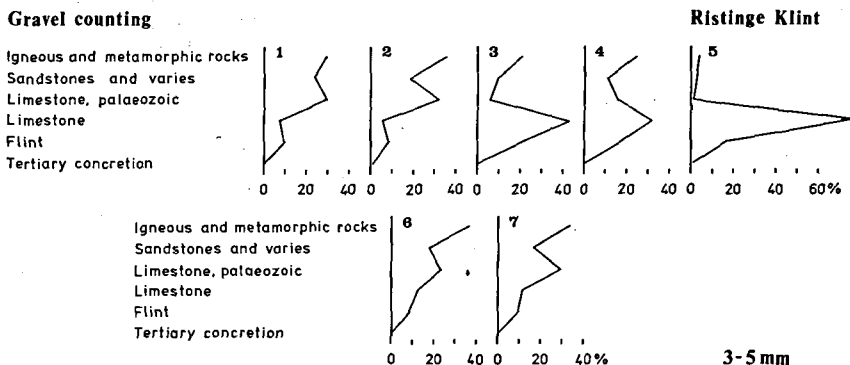 Gravel counting Ristinge Klint
Igneous and metamorphic rocks 1 2 3 4 5
Sandstones and varies
Limestone, palaeozoic
Limestone
Flint
Tertiary concretion
0 20 40 0 20 40 0 20 40 0 20 40 0 20 40 60%
6 7
Igneous and metamorphic rocks
Sandstones and varies
Limestone, pataeozoic
Limestone
Flint
Tertiary concretion
0 20 40 0 20 40%
3-5mm